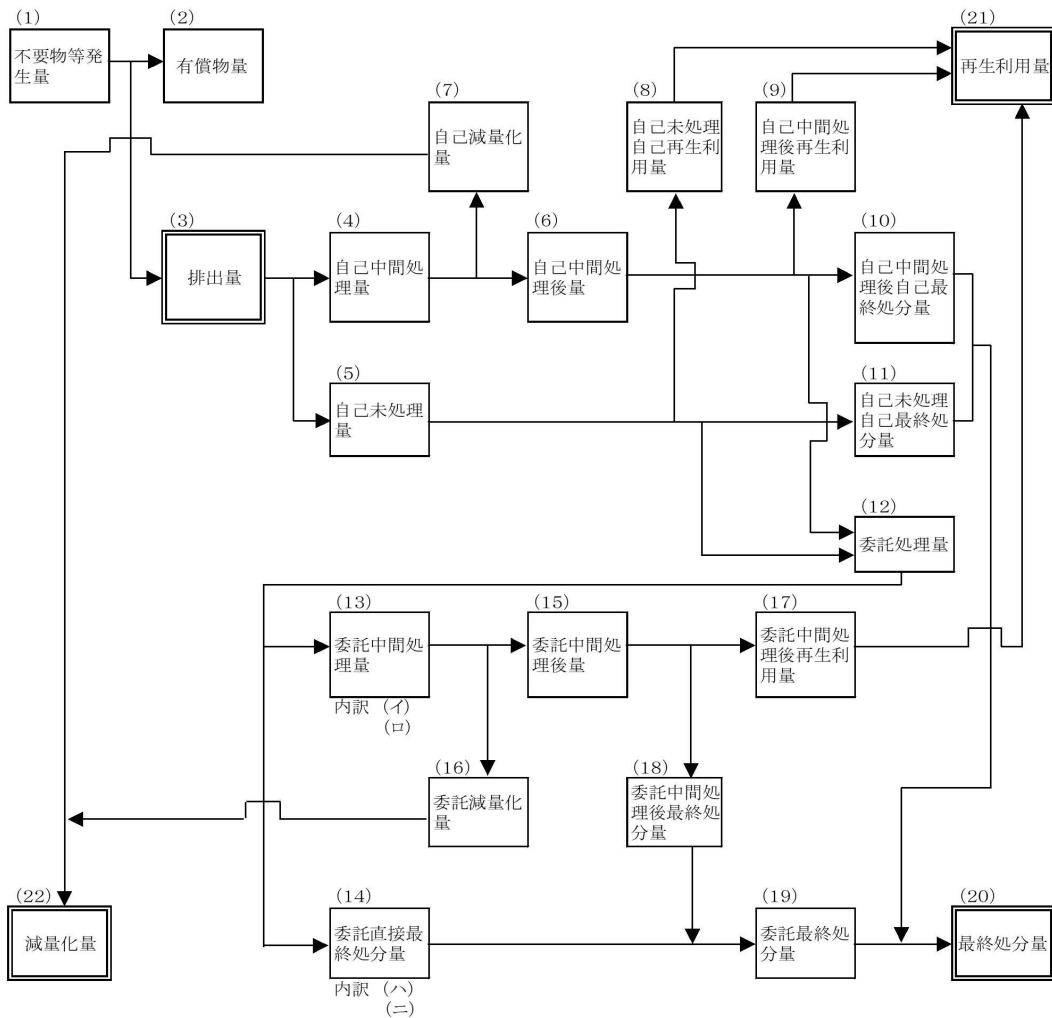 (1)
不要物等発
生量
(2)
有償物量
(21)
再生利用量
(7)
自己減量化
量
(8)
自己未処理
自己再生利
用量
(9)
自己中間処
理後再生利
用量
(3)
排出量
(4)
自己中間処
理量
(6)
自己中間処
理後量
(10)
自己中間処
理後自己最
終処分量
(5)
自己未処理
量
(11)
自己未処理
自己最終処
分量
(12)
委託処理量
(13)
委託中間処
理量
内訳 (イ)
(ロ)
(15)
委託中間処
理後量
(17)
委託中間処
理後再生利
用量
(16)
委託減量化
量
(18)
委託中間処
理後最終処
分量
(22)
減量化量
(14)
委託直接最
終処分量
内訳 (ハ)
(ニ)
(19)
委託最終処
分量
(20)
最終処分量